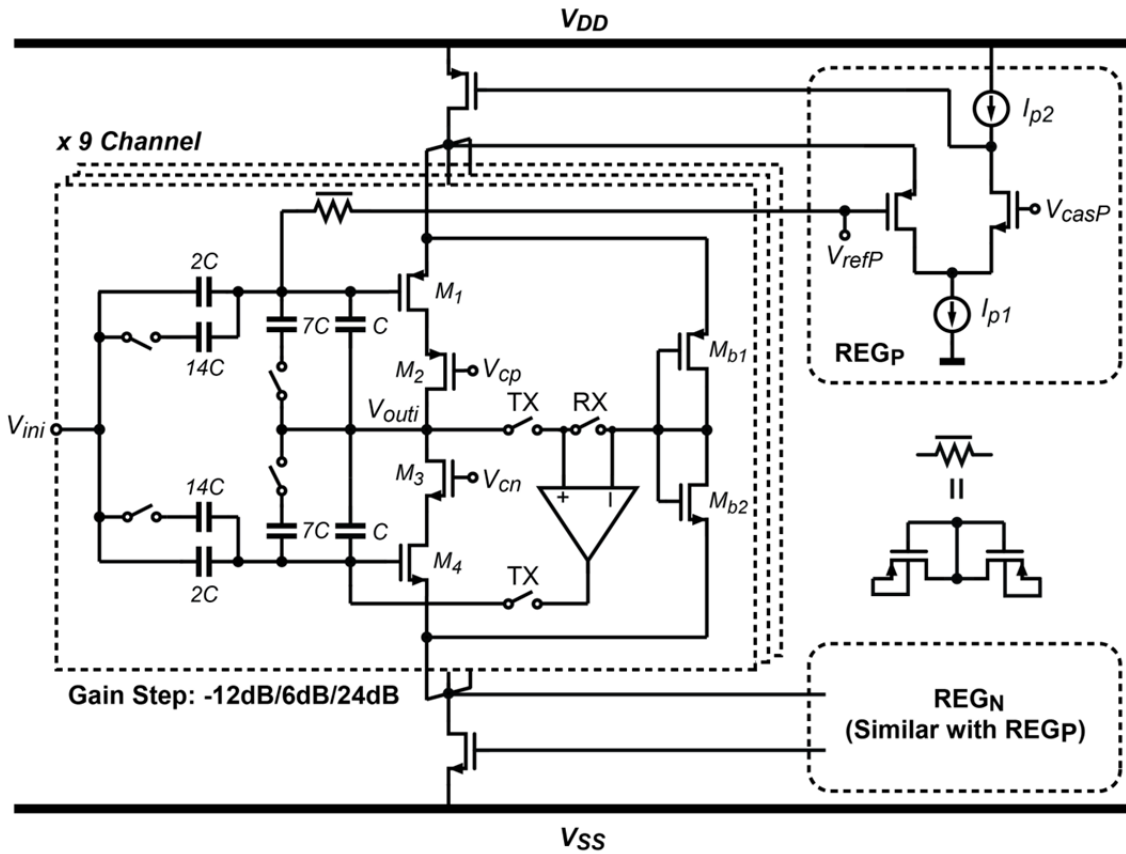 VDD
x 9 Channel
Ip2
VcasP
VrefP
Ip1
REGP
2C
14C
7C
C
M1
M2
Vcp
Mb1
Vini
Vouti
TX
RX
M3
Vcn
+
–
Mb2
14C
2C
7C
C
M4
TX
=
Gain Step: -12dB/6dB/24dB
REGN
(Similar with REGP)
VSS